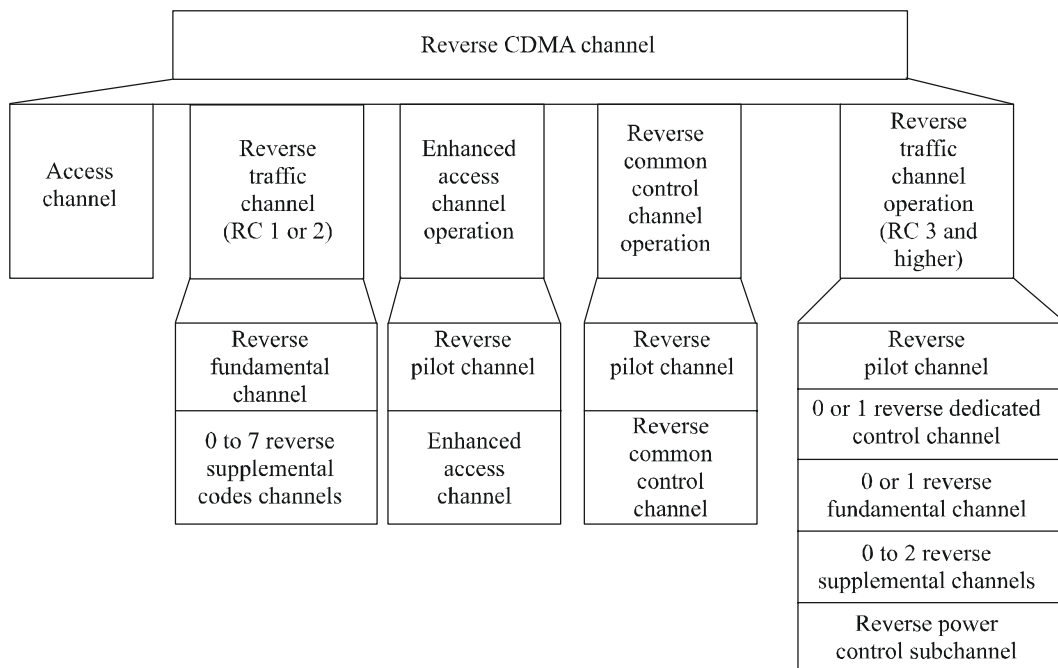 Reverse CDMA channel
Access
channel
Reverse
traffic
channel
(RC 1 or 2)
Enhanced
access
channel
operation
Reverse
common
control
channel
operation
Reverse
traffic
channel
operation
(RC 3 and
higher)
Reverse
fundamental
channel
0 to 7 reverse
supplemental
codes channels
Reverse
pilot channel
Enhanced
access
channel
Reverse
pilot channel
Reverse
common
control
channel
Reverse
pilot channel
0 or 1 reverse dedicated
control channel
0 or 1 reverse
fundamental channel
0 to 2 reverse
supplemental channels
Reverse power
control subchannel